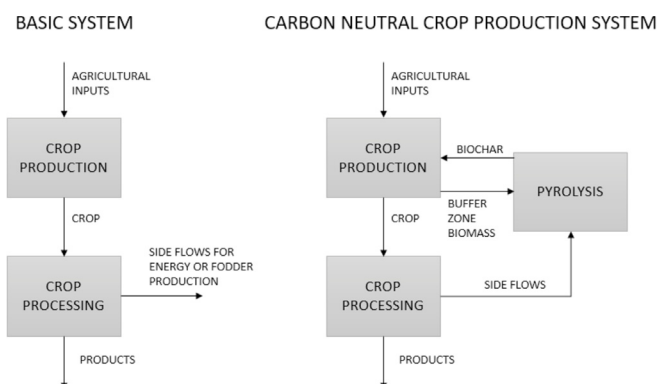 BASIC SYSTEM
CARBON NEUTRAL CROP PRODUCTION SYSTEM
AGRICULTURAL
INPUTS
CROP
PRODUCTION
CROP
SIDE FLOWS FOR
ENERGY OR FODDER
PRODUCTION
CROP
PROCESSING
PRODUCTS
AGRICULTURAL
INPUTS
CROP
PRODUCTION
BIOCHAR
PYROLYSIS
BUFFER
ZONE
BIOMASS
CROP
CROP
PROCESSING
SIDE FLOWS
PRODUCTS